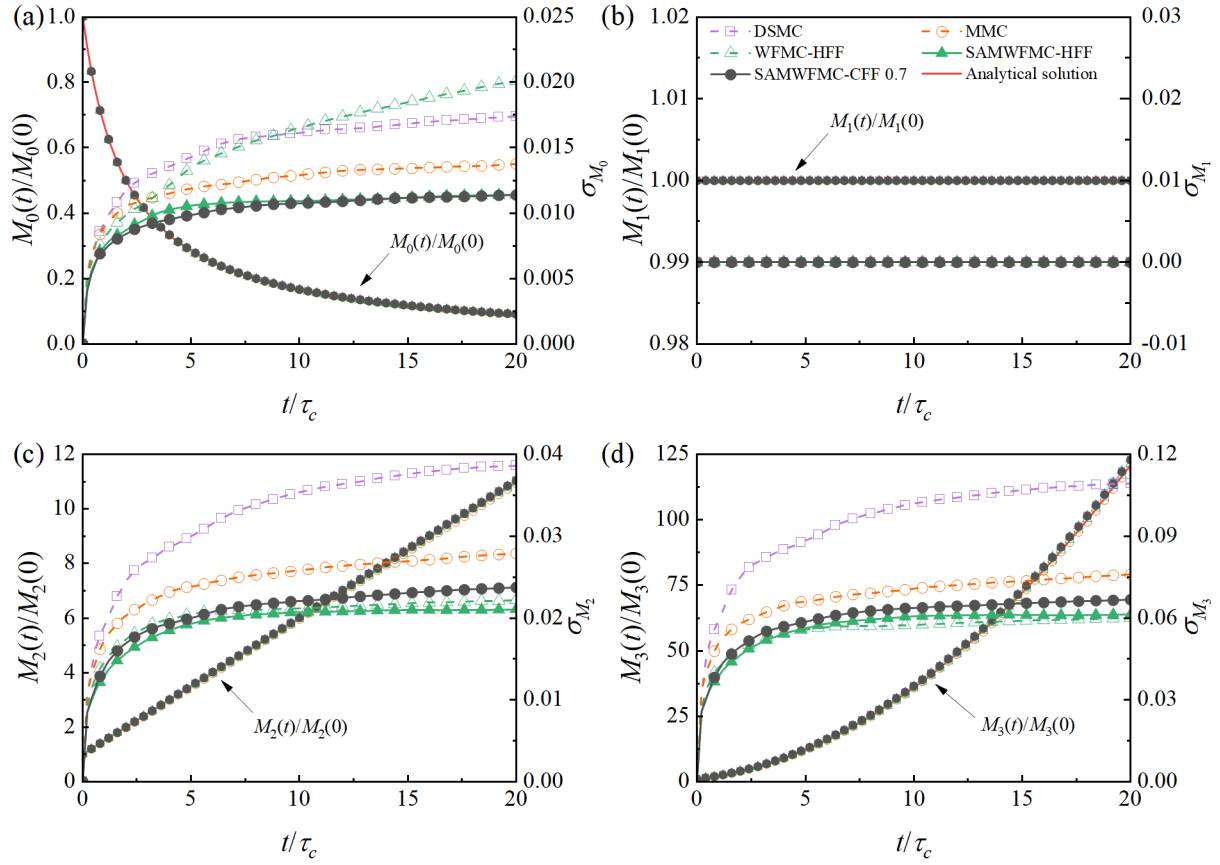 (a)
M₀(t)/M₀(0)
1.0
0.8
0.6
0.4
0.2
0.0
0.025
0.020
0.015
0.010
0.005
0.000
σM₀
M₀(t)/M₀(0)
0 5 10 15 20
t/τc
(b)
M₁(t)/M₁(0)
1.02
1.01
1.00
0.99
0.98
0.03
0.02
0.01
0.00
-0.01
σM₁
DSMC MMC
WFMC-HFF SAMWFMC-HFF
SAMWFMC-CFF 0.7 Analytical solution
M₁(t)/M₁(0)
0 5 10 15 20
t/τc
(c)
M₂(t)/M₂(0)
12
10
8
6
4
2
0
0.04
0.03
0.02
0.01
0.00
σM₂
M₂(t)/M₂(0)
0 5 10 15 20
t/τc
(d)
M₃(t)/M₃(0)
125
100
75
50
25
0
0.12
0.09
0.06
0.03
0.00
σM₃
M₃(t)/M₃(0)
0 5 10 15 20
t/τc